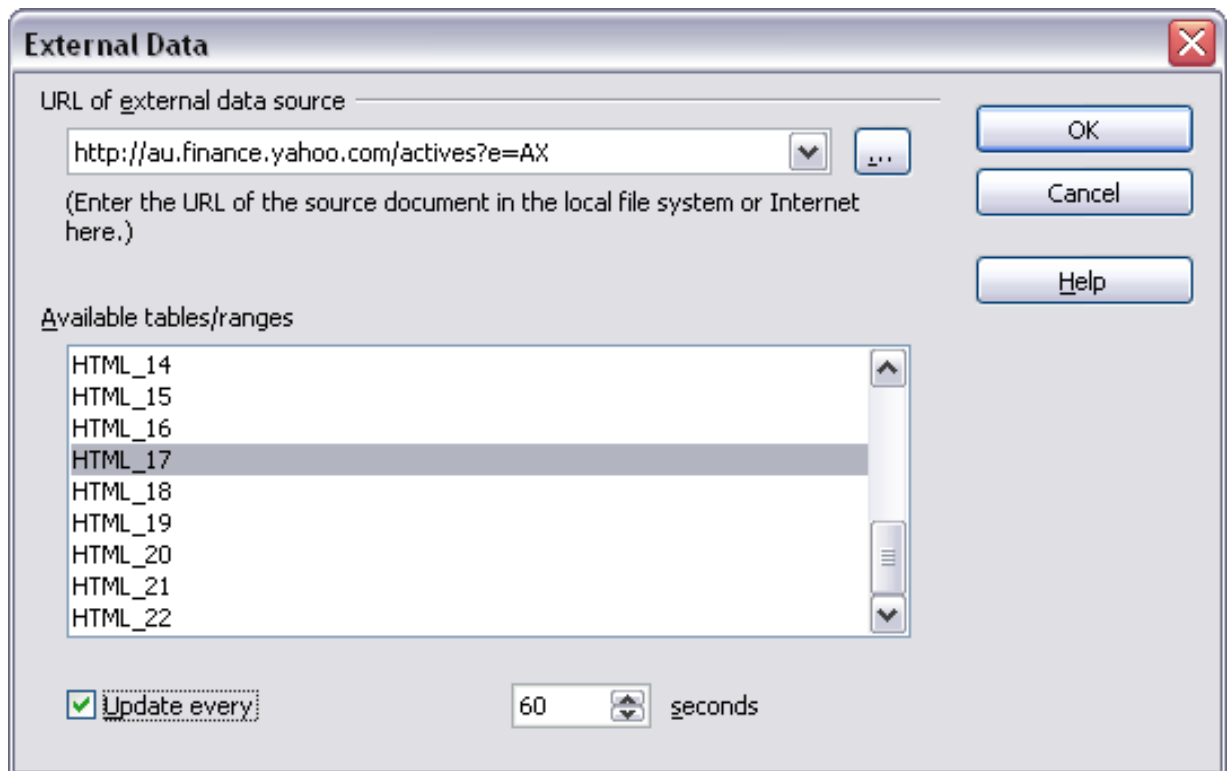 External Data
URL of external data source
http://au.finance.yahoo.com/actives?e=AX
...
OK
(Enter the URL of the source document in the local file system or Internet
here.)
Cancel
Help
Available tables/ranges
HTML_14
HTML_15
HTML_16
HTML_17
HTML_18
HTML_19
HTML_20
HTML_21
HTML_22
Update every 60 seconds